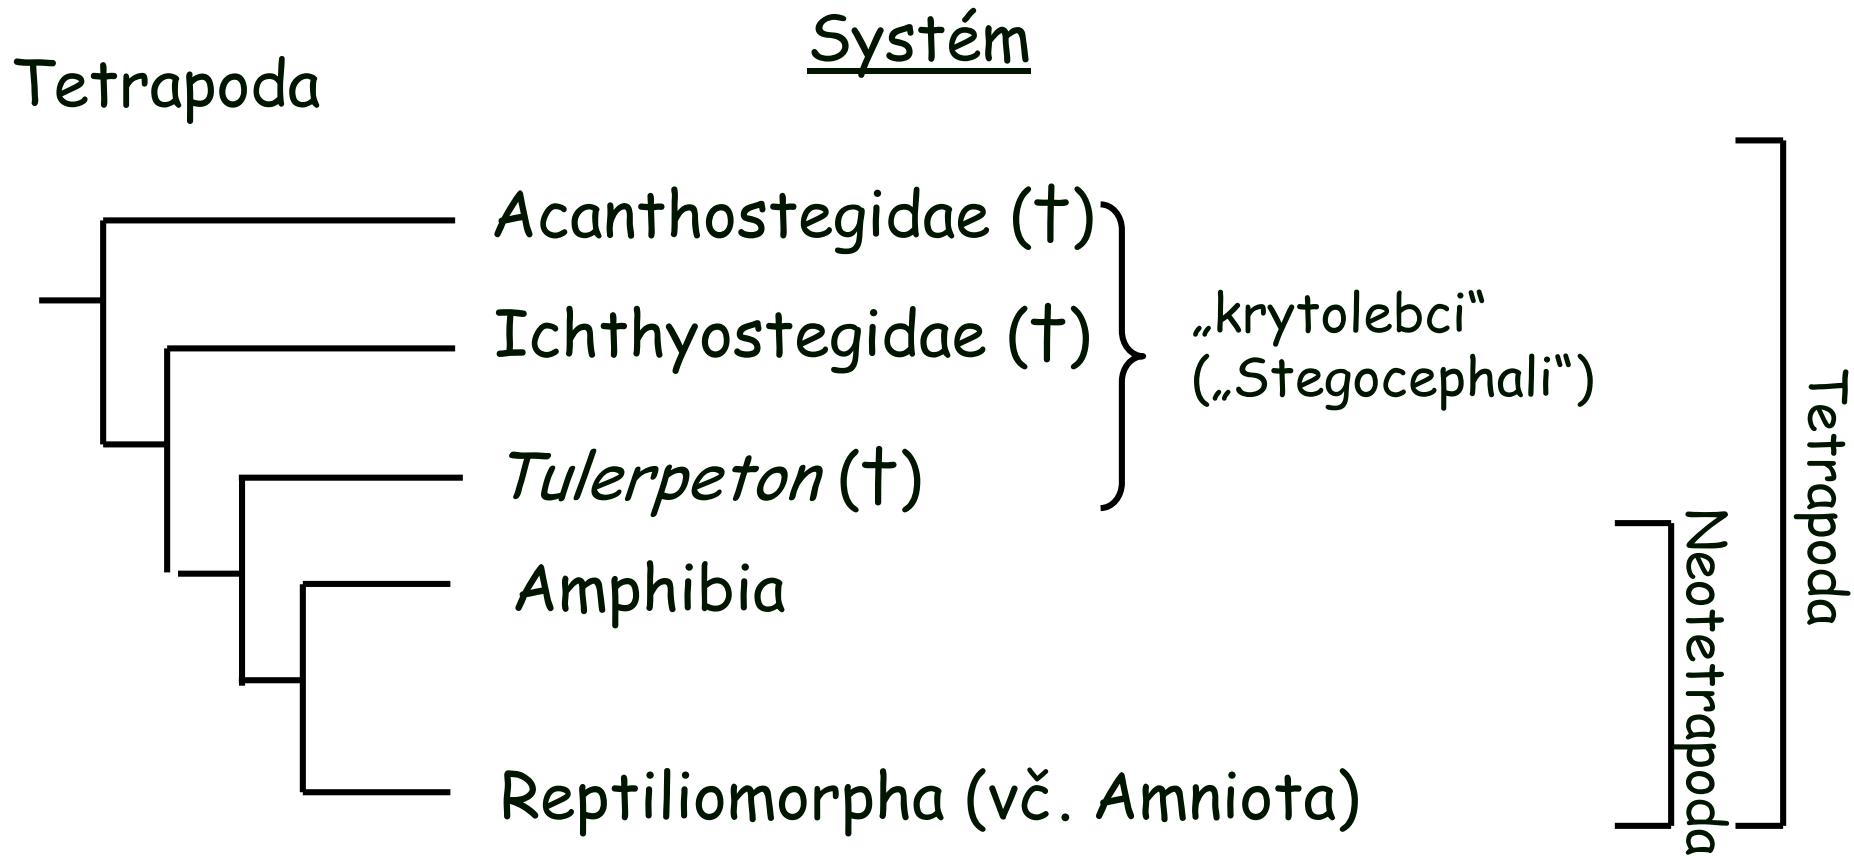 Systém
Tetrapoda
Acanthostegidae (†)
Ichthyostegidae (†)
„krytolebci“
(„Stegocephali“)
Tulerpeton (†)
Amphibia
Reptiliomorpha (vč. Amniota)
Neotetrapoda
Tetrapoda